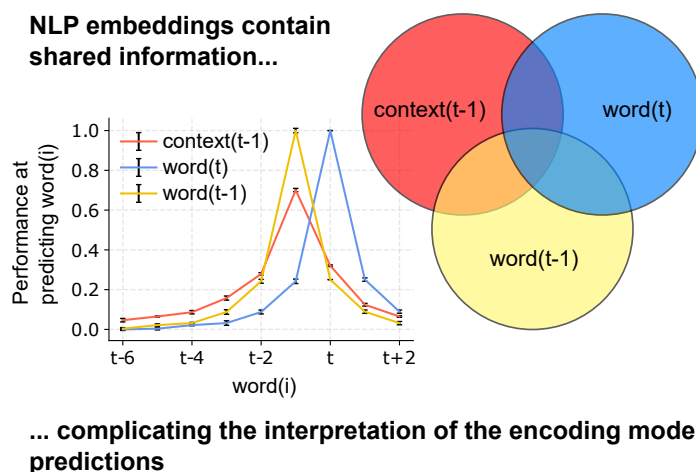 NLP embeddings contain
shared information...
context(t-1)
word(t)
word(t-1)
Performance at
predicting word(i)
1.0
0.8
0.6
0.4
0.2
0.0
context(t-1)
word(t)
word(t-1)
t-6
t-4
t-2
t
t+2
word(i)
... complicating the interpretation of the encoding mode
predictions